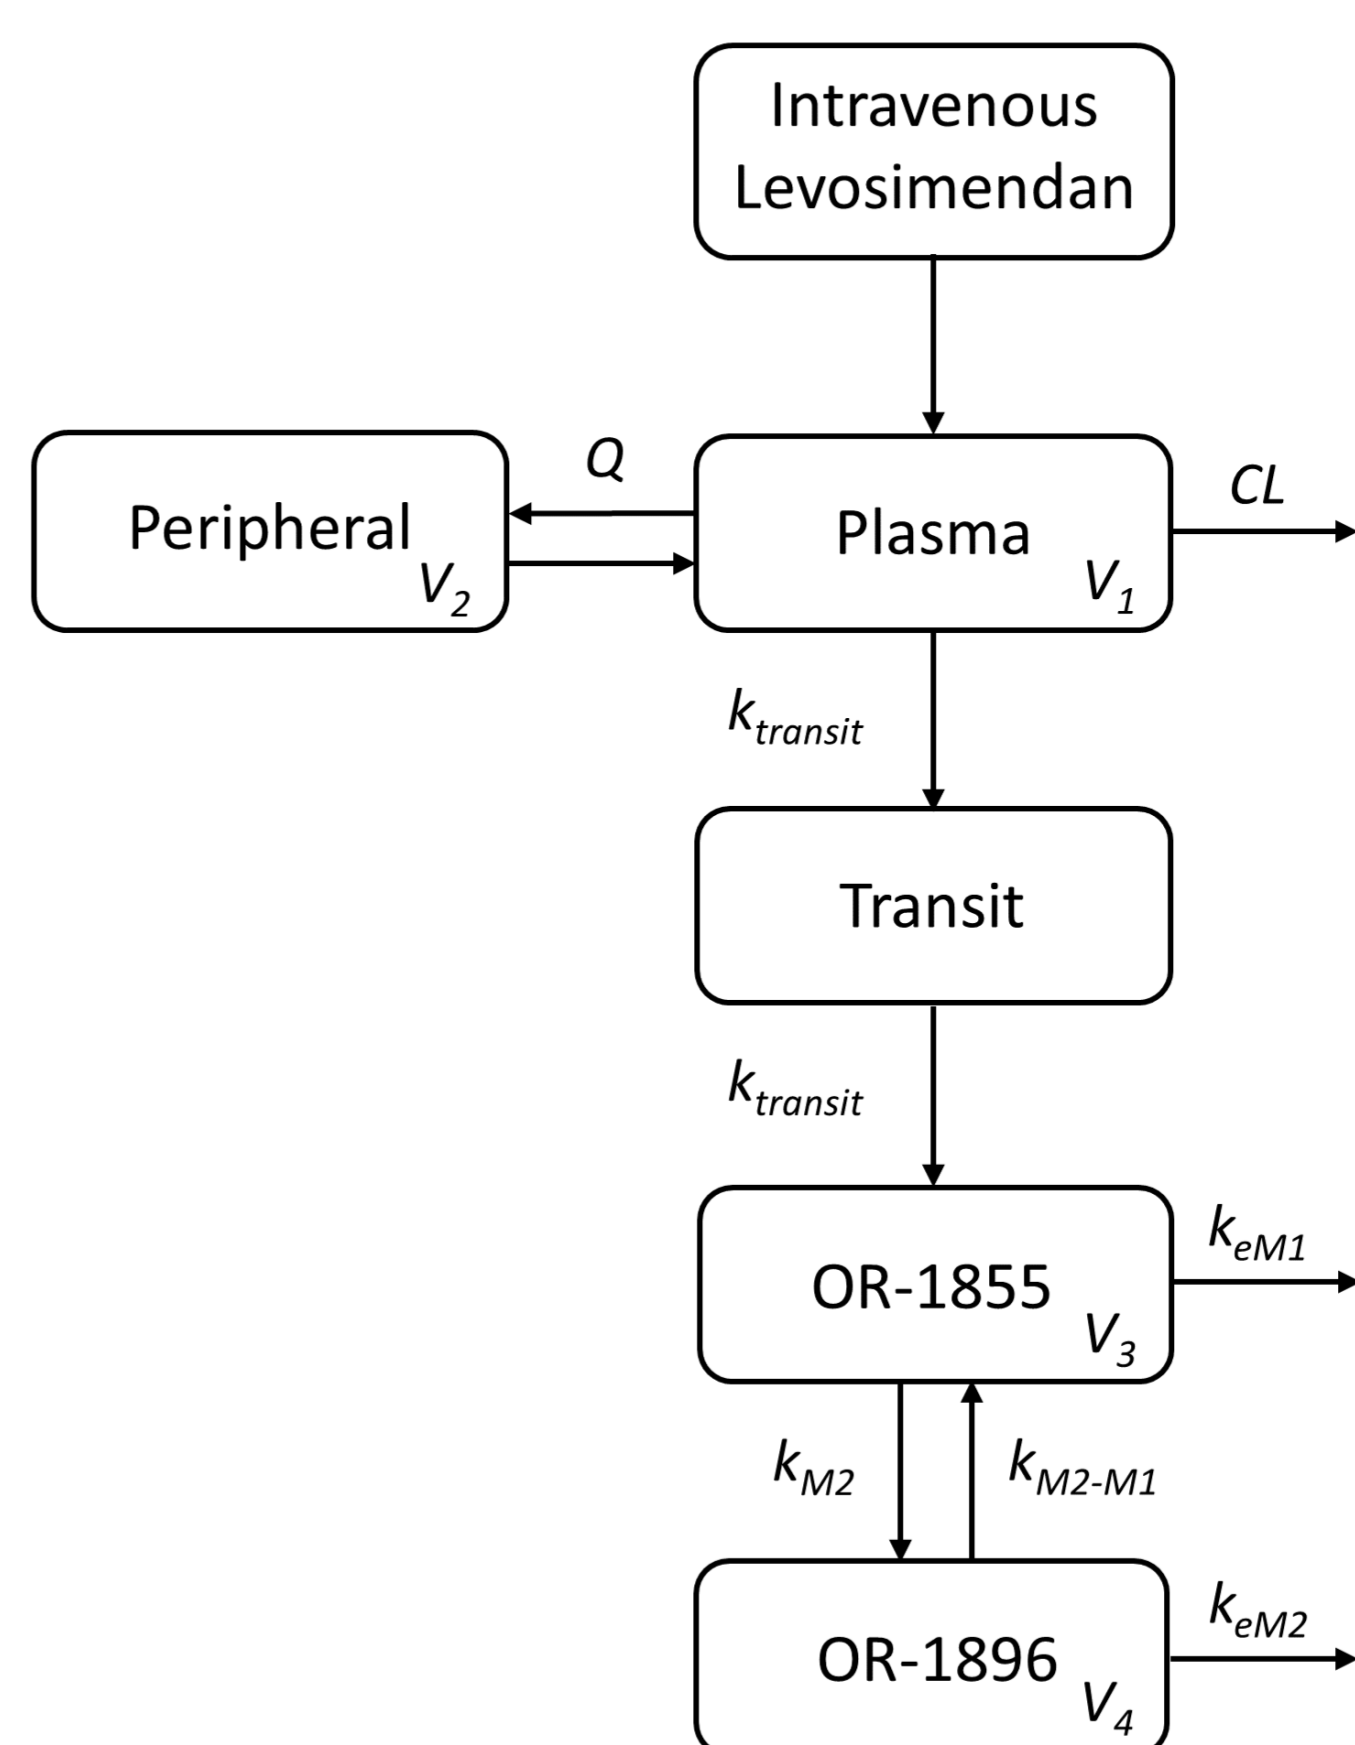 Intravenous
Levosimendan
Q
CL
Peripheral
V2
Plasma
V1
ktransit
Transit
ktransit
OR-1855
V3
keM1
kM2
kM2-M1
OR-1896
V4
keM2